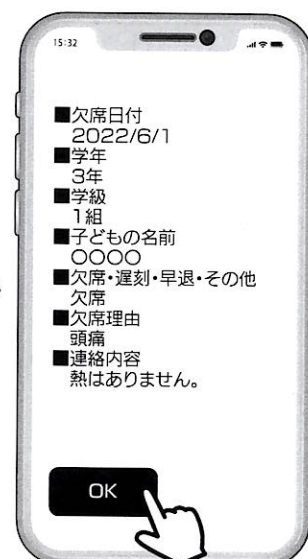 15:32
■欠席日付
2022/6/1
■学年
3年
■学級
1組
■子どもの名前
○○○○
■欠席・遅刻・早退・その他
欠席
■欠席理由
頭痛
■連絡内容
熱はありません。
OK